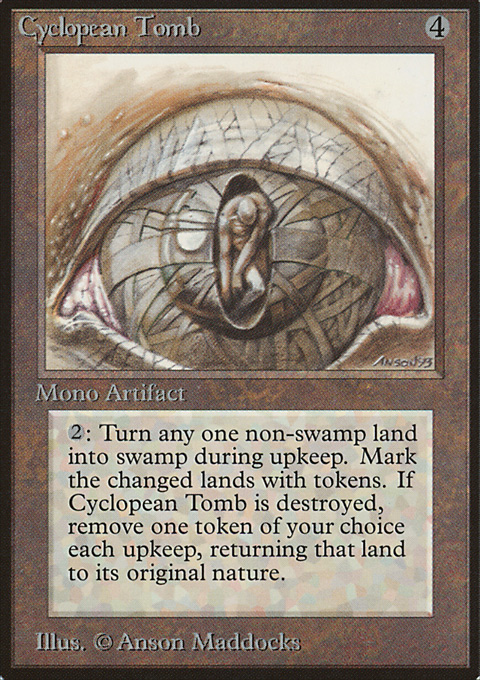 Cyclopean Tomb 4
ANSON93
Mono Artifact
2: Turn any one non-swamp land
into swamp during upkeep. Mark
the changed lands with tokens. If
Cyclopean Tomb is destroyed,
remove one token of your choice
each upkeep, returning that land
to its original nature.
Illus. © Anson Maddocks